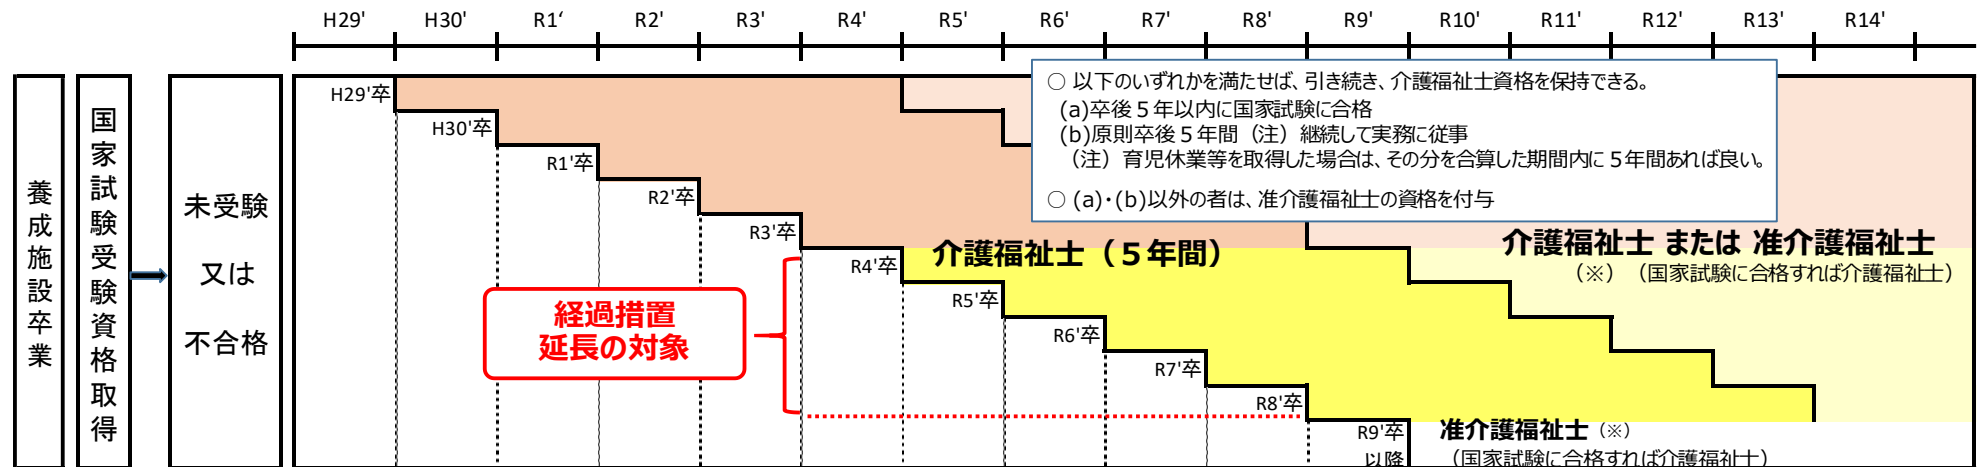 H29' H30' R1‘ R2' R3' R4' R5' R6' R7' R8' R9' R10' R11' R12' R13' R14'
養成施設卒業
国家試験受験資格取得
未受験
又は
不合格
H29'卒
H30'卒
R1'卒
R2'卒
R3'卒
R4'卒
R5'卒
R6'卒
R7'卒
R8'卒
R9'卒
以降
○ 以下のいずれかを満たせば、引き続き、介護福祉士資格を保持できる。
(a)卒後５年以内に国家試験に合格
(b)原則卒後５年間（注）継続して実務に従事
（注）育児休業等を取得した場合は、その分を合算した期間内に５年間あれば良い。
○ (a)・(b)以外の者は、准介護福祉士の資格を付与
介護福祉士（５年間）
介護福祉士 または 准介護福祉士
（※）（国家試験に合格すれば介護福祉士）
経過措置
延長の対象
准介護福祉士（※）
（国家試験に合格すれば介護福祉士）